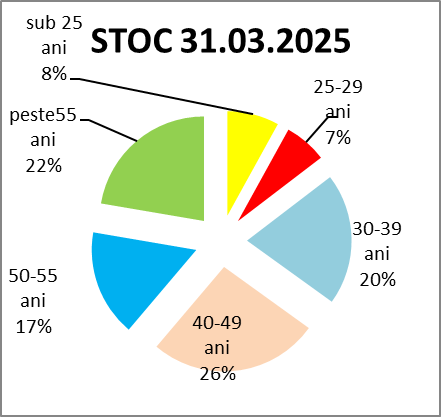 STOC 31.03.2025
sub 25
ani
8%
25-29
ani
7%
30-39
ani
20%
40-49
ani
26%
50-55
ani
17%
peste55
ani
22%